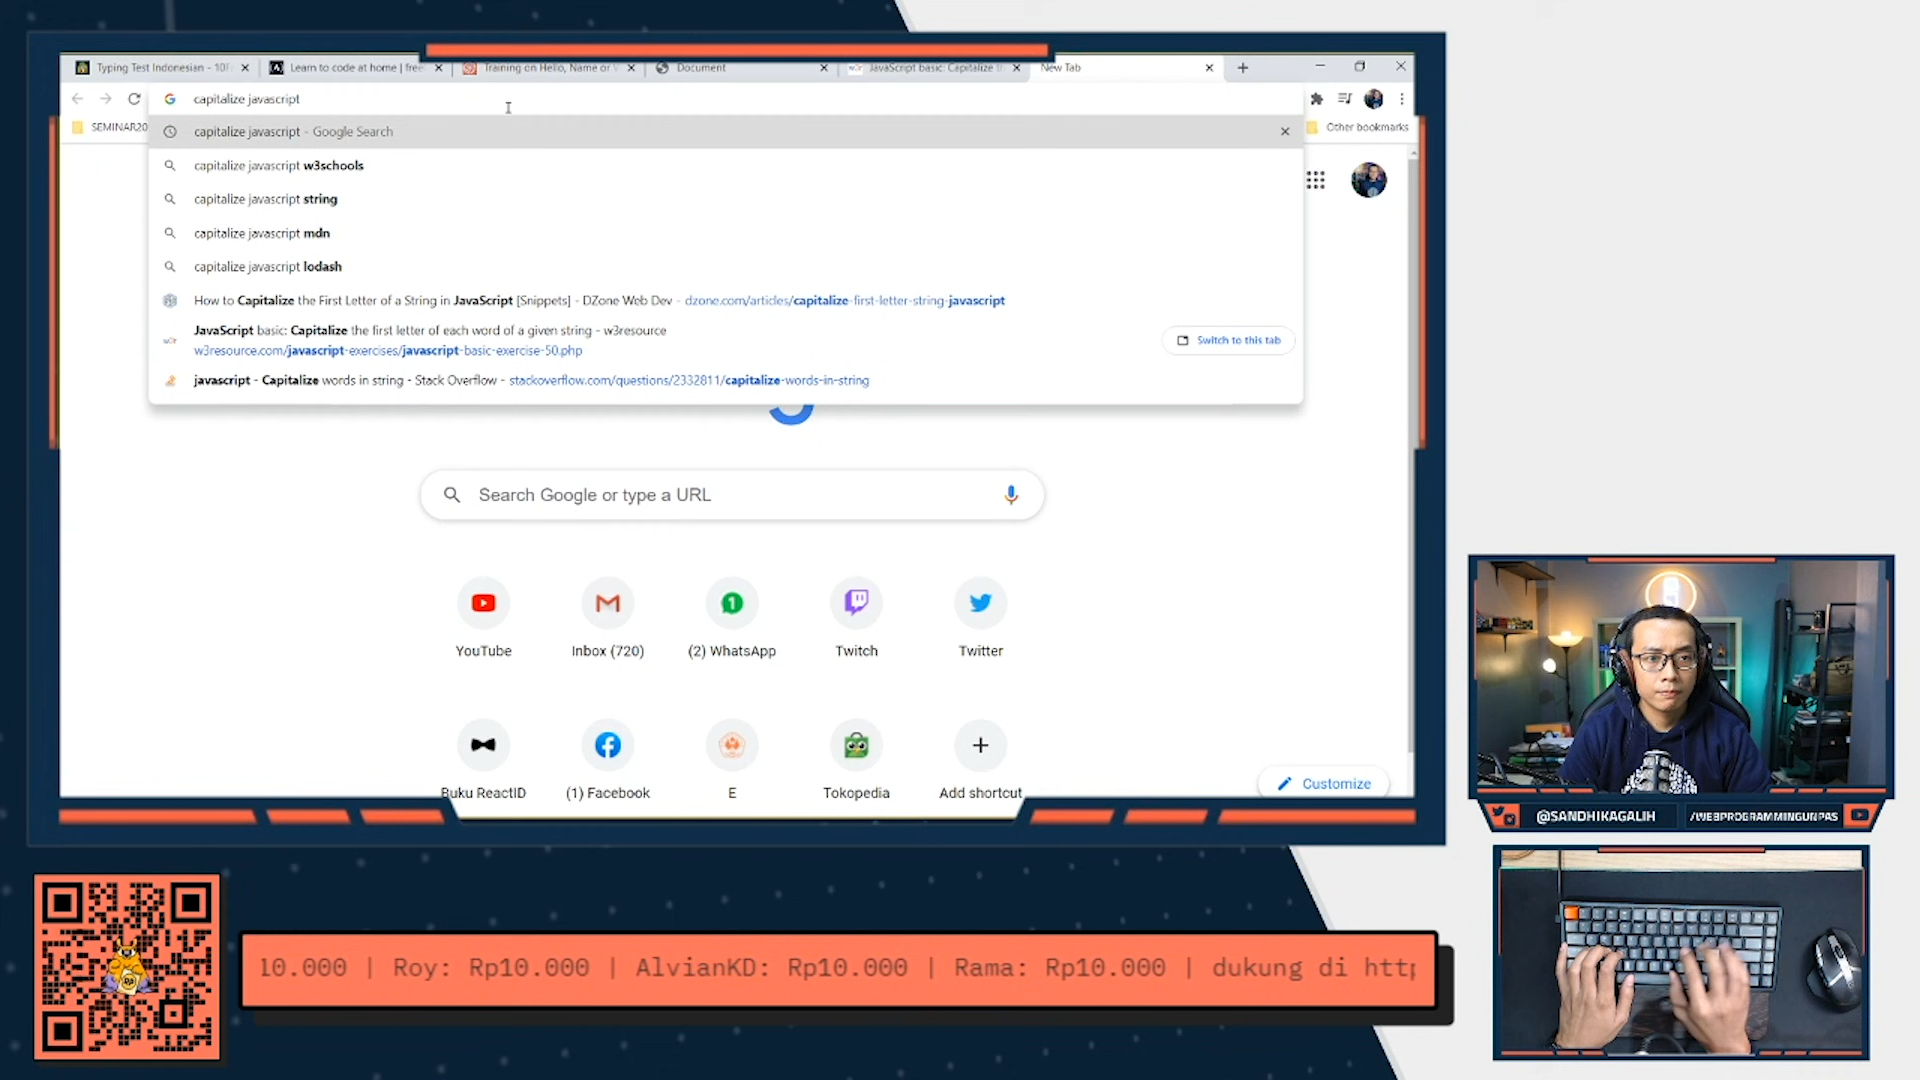 Typing Test Indonesian - 10F
Learn to code at home | free
Training on Hello, Name or
Document
JavaScript basic: Capitalize th
New Tab
capitalize javascript
SEMINAR20
Other bookmarks
capitalize javascript - Google Search
capitalize javascript w3schools
capitalize javascript string
capitalize javascript mdn
capitalize javascript lodash
How to Capitalize the First Letter of a String in JavaScript [Snippets] - DZone Web Dev - dzone.com/articles/capitalize-first-letter-string-javascript
JavaScript basic: Capitalize the first letter of each word of a given string - w3resource
w3resource.com/javascript-exercises/javascript-basic-exercise-50.php
Switch to this tab
javascript - Capitalize words in string - Stack Overflow - stackoverflow.com/questions/2332811/capitalize-words-in-string
Search Google or type a URL
YouTube
Inbox (720)
(2) WhatsApp
Twitch
Twitter
Buku ReactID
(1) Facebook
E
Tokopedia
Add shortcut
Customize
@SANDHIKAGALIH
/WEBPROGRAMMINGUNPAS
10.000 | Roy: Rp10.000 | AlvianKD: Rp10.000 | Rama: Rp10.000 | dukung di http